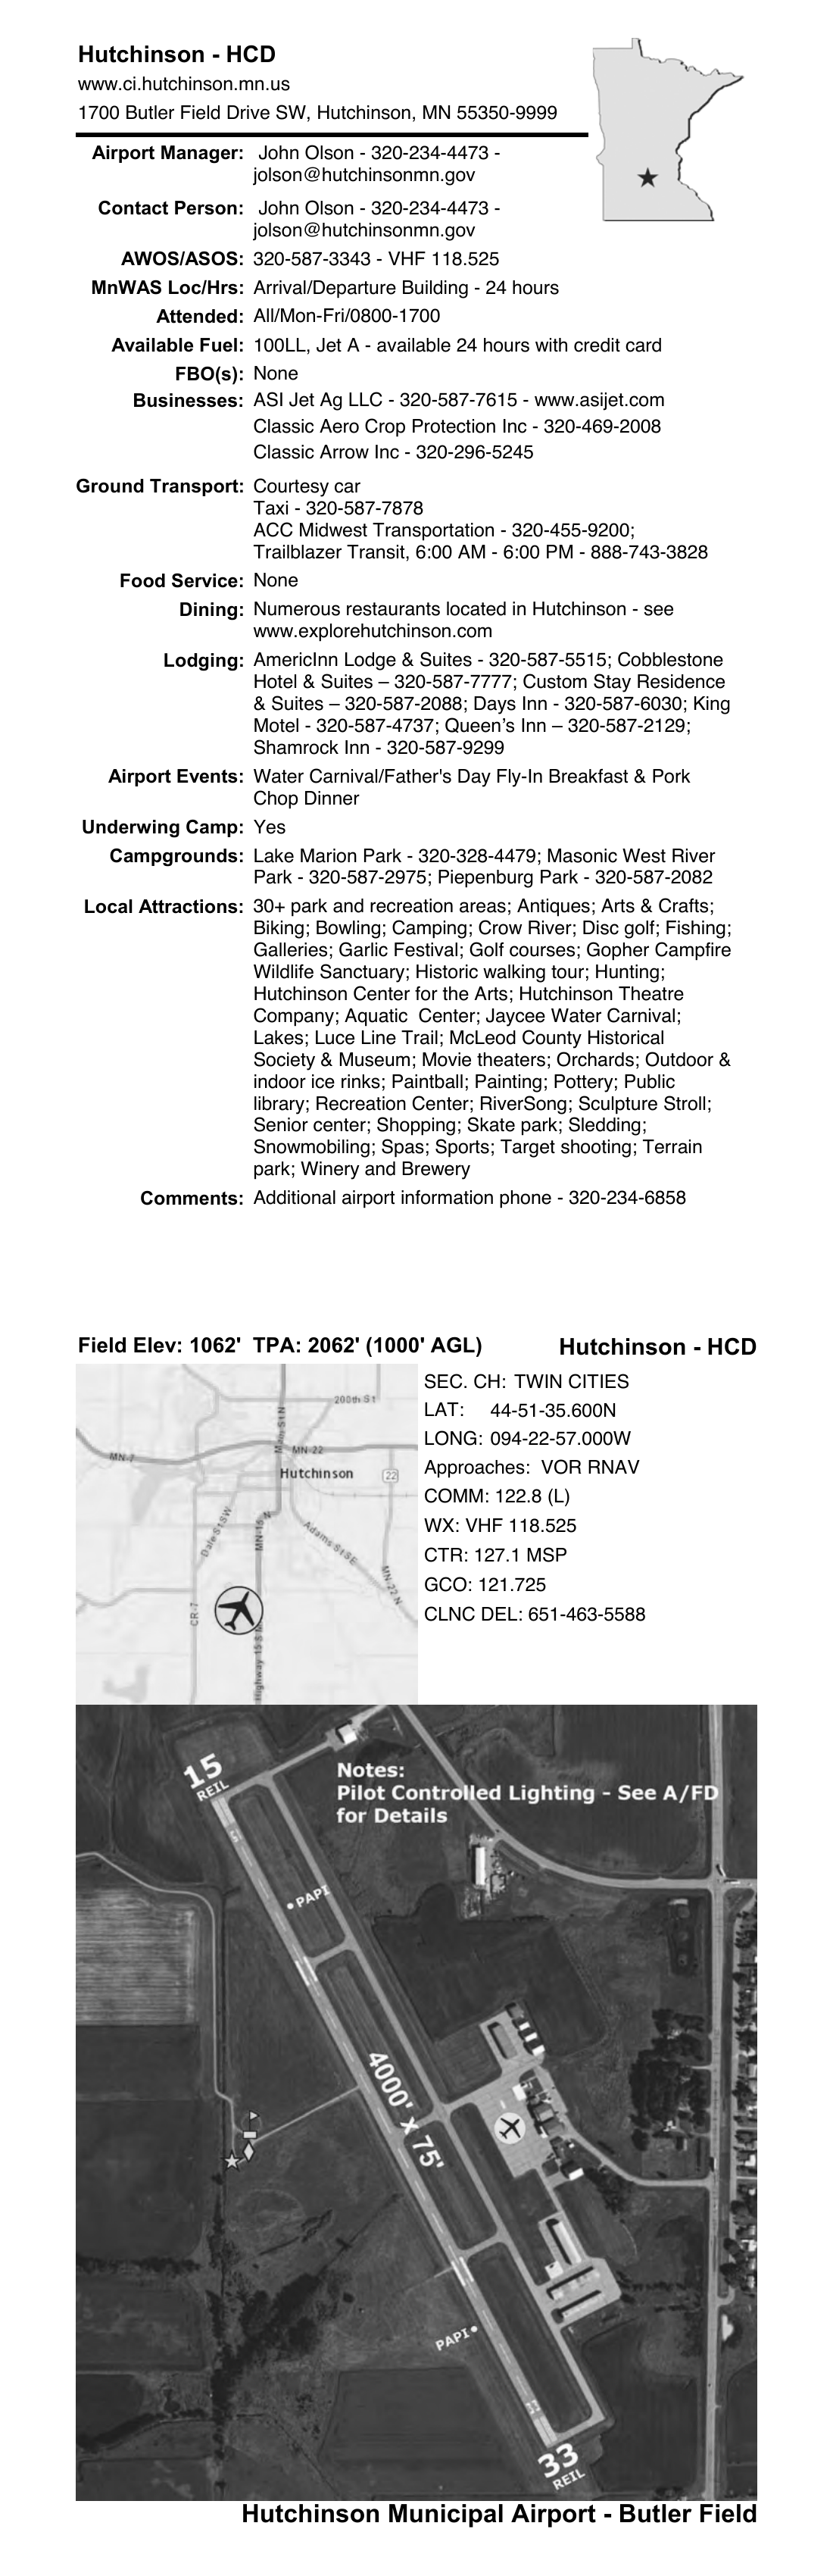 Hutchinson - HCD
www.ci.hutchinson.mn.us
1700 Butler Field Drive SW, Hutchinson, MN 55350-9999
Airport Manager: John Olson - 320-234-4473 -
jolson@hutchinsonmn.gov
Contact Person: John Olson - 320-234-4473 -
jolson@hutchinsonmn.gov
AWOS/ASOS: 320-587-3343 - VHF 118.525
MnWAS Loc/Hrs: Arrival/Departure Building - 24 hours
Attended: All/Mon-Fri/0800-1700
Available Fuel: 100LL, Jet A - available 24 hours with credit card
FBO(s): None
Businesses: ASI Jet Ag LLC - 320-587-7615 - www.asijet.com
Classic Aero Crop Protection Inc - 320-469-2008
Classic Arrow Inc - 320-296-5245
Ground Transport: Courtesy car
Taxi - 320-587-7878
ACC Midwest Transportation - 320-455-9200;
Trailblazer Transit, 6:00 AM - 6:00 PM - 888-743-3828
Food Service: None
Dining: Numerous restaurants located in Hutchinson - see
www.explorehutchinson.com
Lodging: AmericInn Lodge & Suites - 320-587-5515; Cobblestone
Hotel & Suites – 320-587-7777; Custom Stay Residence
& Suites – 320-587-2088; Days Inn - 320-587-6030; King
Motel - 320-587-4737; Queen’s Inn – 320-587-2129;
Shamrock Inn - 320-587-9299
Airport Events: Water Carnival/Father's Day Fly-In Breakfast & Pork
Chop Dinner
Underwing Camp: Yes
Campgrounds: Lake Marion Park - 320-328-4479; Masonic West River
Park - 320-587-2975; Piepenburg Park - 320-587-2082
Local Attractions: 30+ park and recreation areas; Antiques; Arts & Crafts;
Biking; Bowling; Camping; Crow River; Disc golf; Fishing;
Galleries; Garlic Festival; Golf courses; Gopher Campfire
Wildlife Sanctuary; Historic walking tour; Hunting;
Hutchinson Center for the Arts; Hutchinson Theatre
Company; Aquatic  Center; Jaycee Water Carnival;
Lakes; Luce Line Trail; McLeod County Historical
Society & Museum; Movie theaters; Orchards; Outdoor &
indoor ice rinks; Paintball; Painting; Pottery; Public
library; Recreation Center; RiverSong; Sculpture Stroll;
Senior center; Shopping; Skate park; Sledding;
Snowmobiling; Spas; Sports; Target shooting; Terrain
park; Winery and Brewery
Comments: Additional airport information phone - 320-234-6858
Field Elev: 1062'  TPA: 2062' (1000' AGL)
Hutchinson - HCD
200th St
Main St N
MN-7
MN-22
Hutchinson
22
Dale St SW
MN-15 N
Adams St SE
MN-22 N
CR-7
Highway 15 S
SEC. CH: TWIN CITIES
LAT: 44-51-35.600N
LONG: 094-22-57.000W
Approaches: VOR RNAV
COMM: 122.8 (L)
WX: VHF 118.525
CTR: 127.1 MSP
GCO: 121.725
CLNC DEL: 651-463-5588
15
REIL
Notes:
Pilot Controlled Lighting - See A/FD
for Details
PAPI
4000' x 75'
PAPI
33
REIL
Hutchinson Municipal Airport - Butler Field